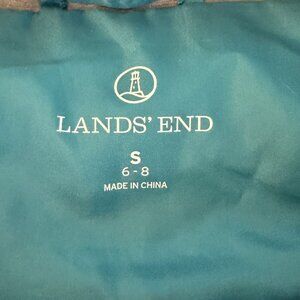 LANDS' END
S
6 - 8
MADE IN CHINA